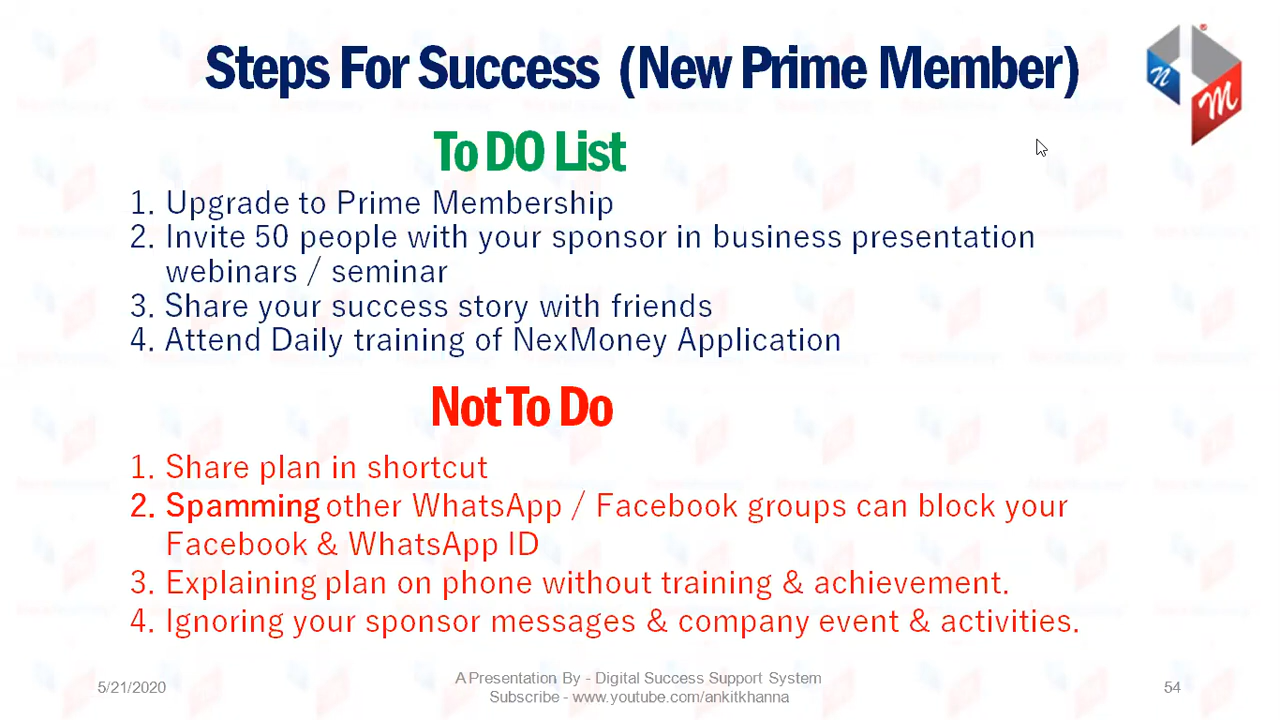 Steps For Success (New Prime Member)
n M
To DO List
1. Upgrade to Prime Membership
2. Invite 50 people with your sponsor in business presentation
webinars / seminar
3. Share your success story with friends
4. Attend Daily training of NexMoney Application
Not To Do
1. Share plan in shortcut
2. Spamming other WhatsApp / Facebook groups can block your
Facebook & WhatsApp ID
3. Explaining plan on phone without training & achievement.
4. Ignoring your sponsor messages & company event & activities.
5/21/2020
A Presentation By - Digital Success Support System
Subscribe - www.youtube.com/ankitkhanna
54